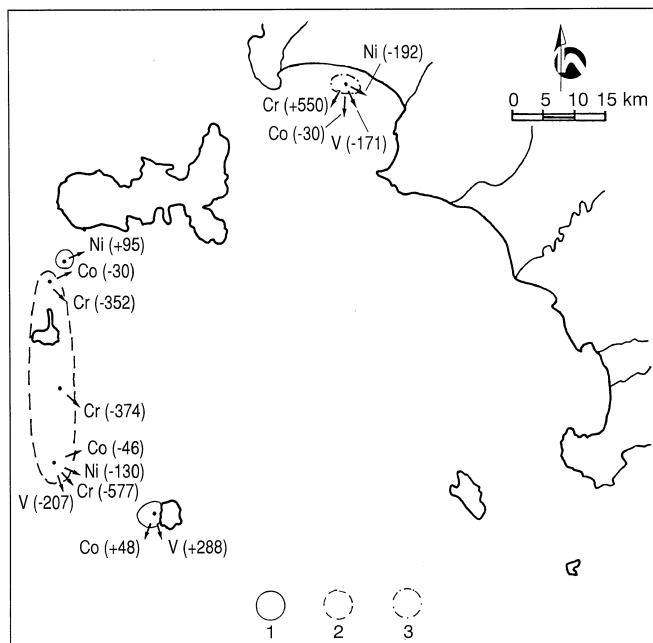 Ni (-192)
Cr (+550)
Co (-30)
V (-171)
0 5 10 15 km
Ni (+95)
Co (-30)
Cr (-352)
Cr (-374)
Co (-46)
Ni (-130)
Cr (-577)
V (-207)
Co (+48) V (+288)
1 2 3